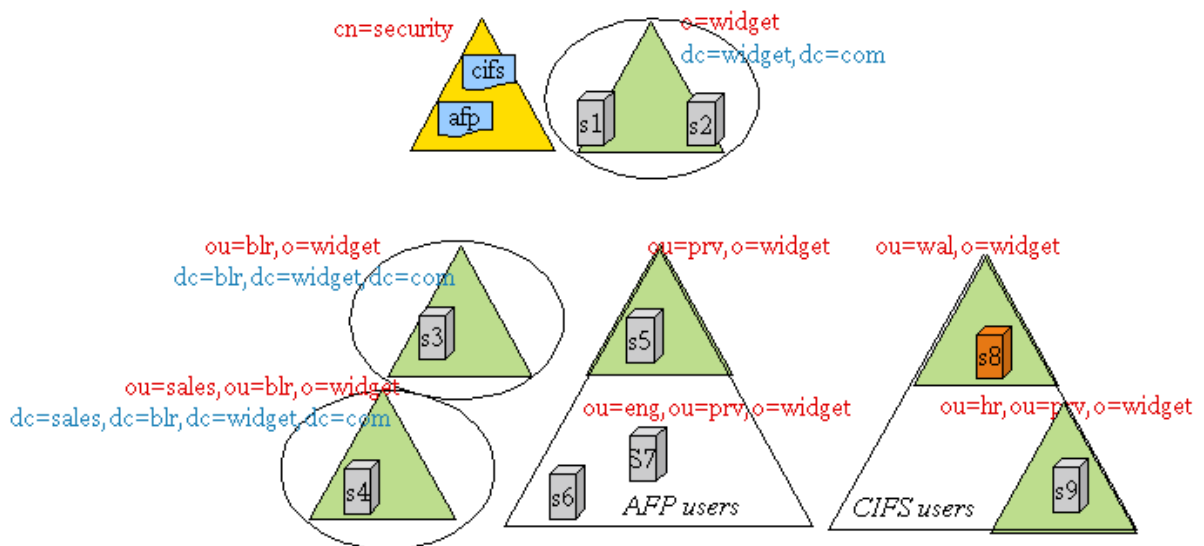 cn=security
o=widget
dc=widget,dc=com
cifs
afp
s1
s2
ou=blr,o=widget
dc=blr,dc=widget,dc=com
s3
ou=prv,o=widget
s5
ou=wal,o=widget
s8
ou=sales,ou=blr,o=widget
dc=sales,dc=blr,dc=widget,dc=com
s4
ou=eng,ou=prv,o=widget
S7
s6
AFP users
ou=hr,ou=prv,o=widget
s9
CIFS users